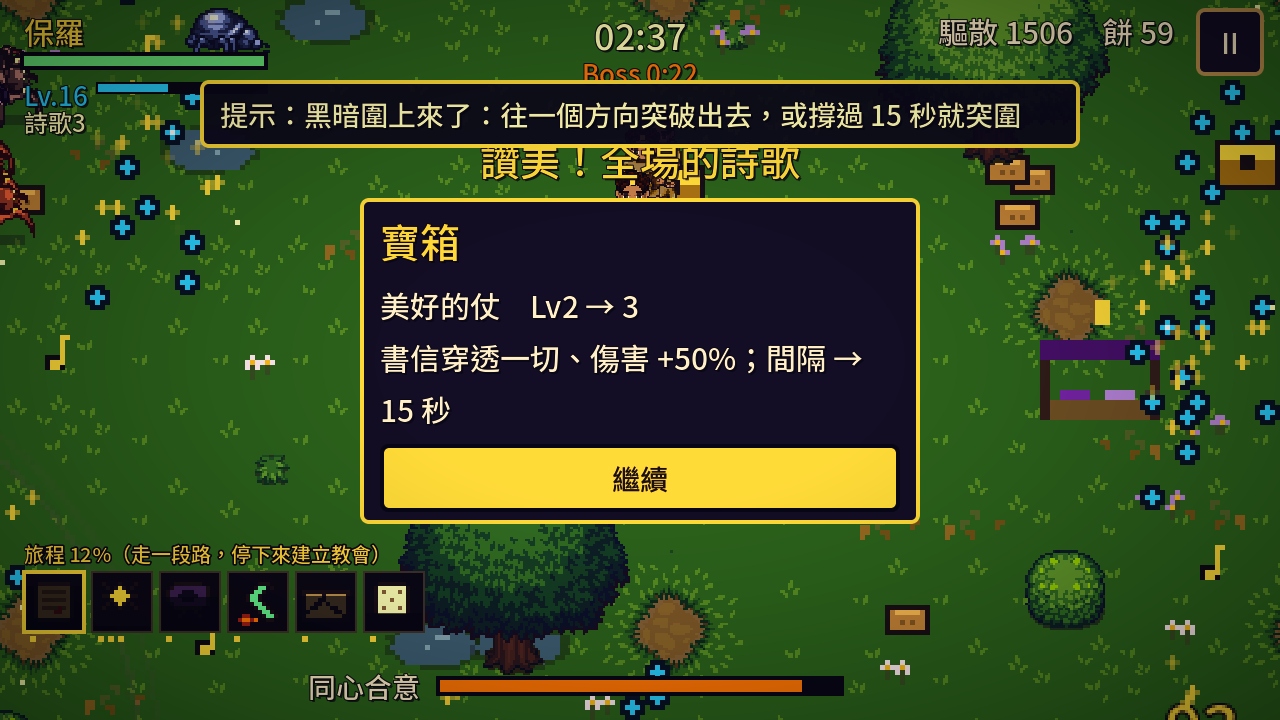 保羅
02:37
驅散 1506 餅 59
Boss 0:22
Lv.16
詩歌3
提示：黑暗圍上來了：往一個方向突破出去，或撐過 15 秒就突圍
讚美！全場的詩歌
寶箱
美好的仗 Lv2 → 3
書信穿透一切、傷害 +50%；間隔 →
15 秒
繼續
旅程 12%（走一段路，停下來建立教會）
同心合意